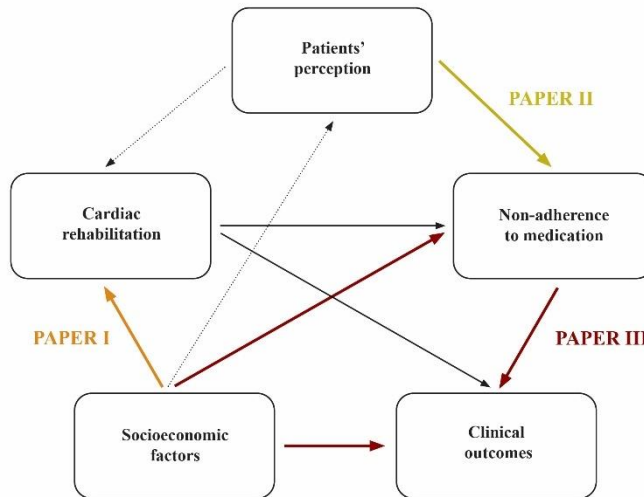 Patients'
perception
PAPER II
Cardiac
rehabilitation
Non-adherence
to medication
PAPER I
PAPER III
Socioeconomic
factors
Clinical
outcomes